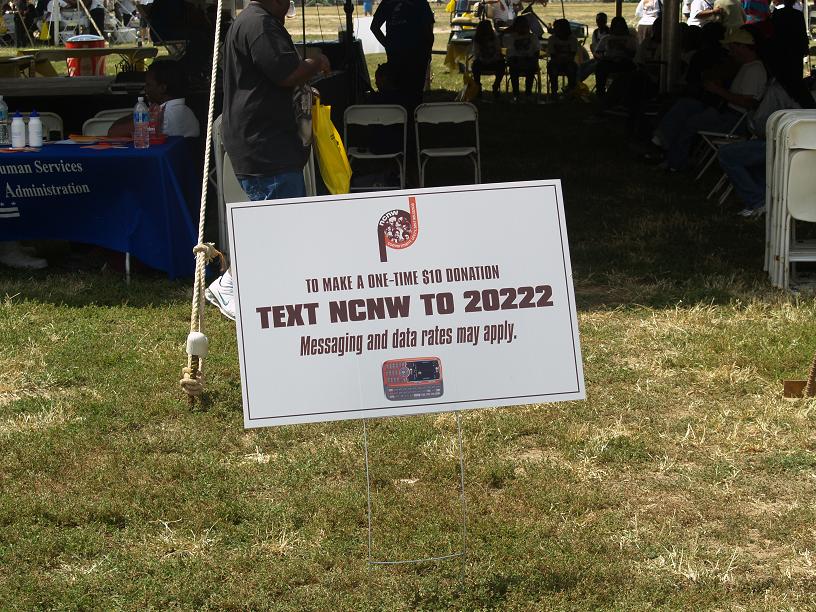 uman Services
Administration
ncnw
TO MAKE A ONE-TIME $10 DONATION
TEXT NCNW TO 20222
Messaging and data rates may apply.